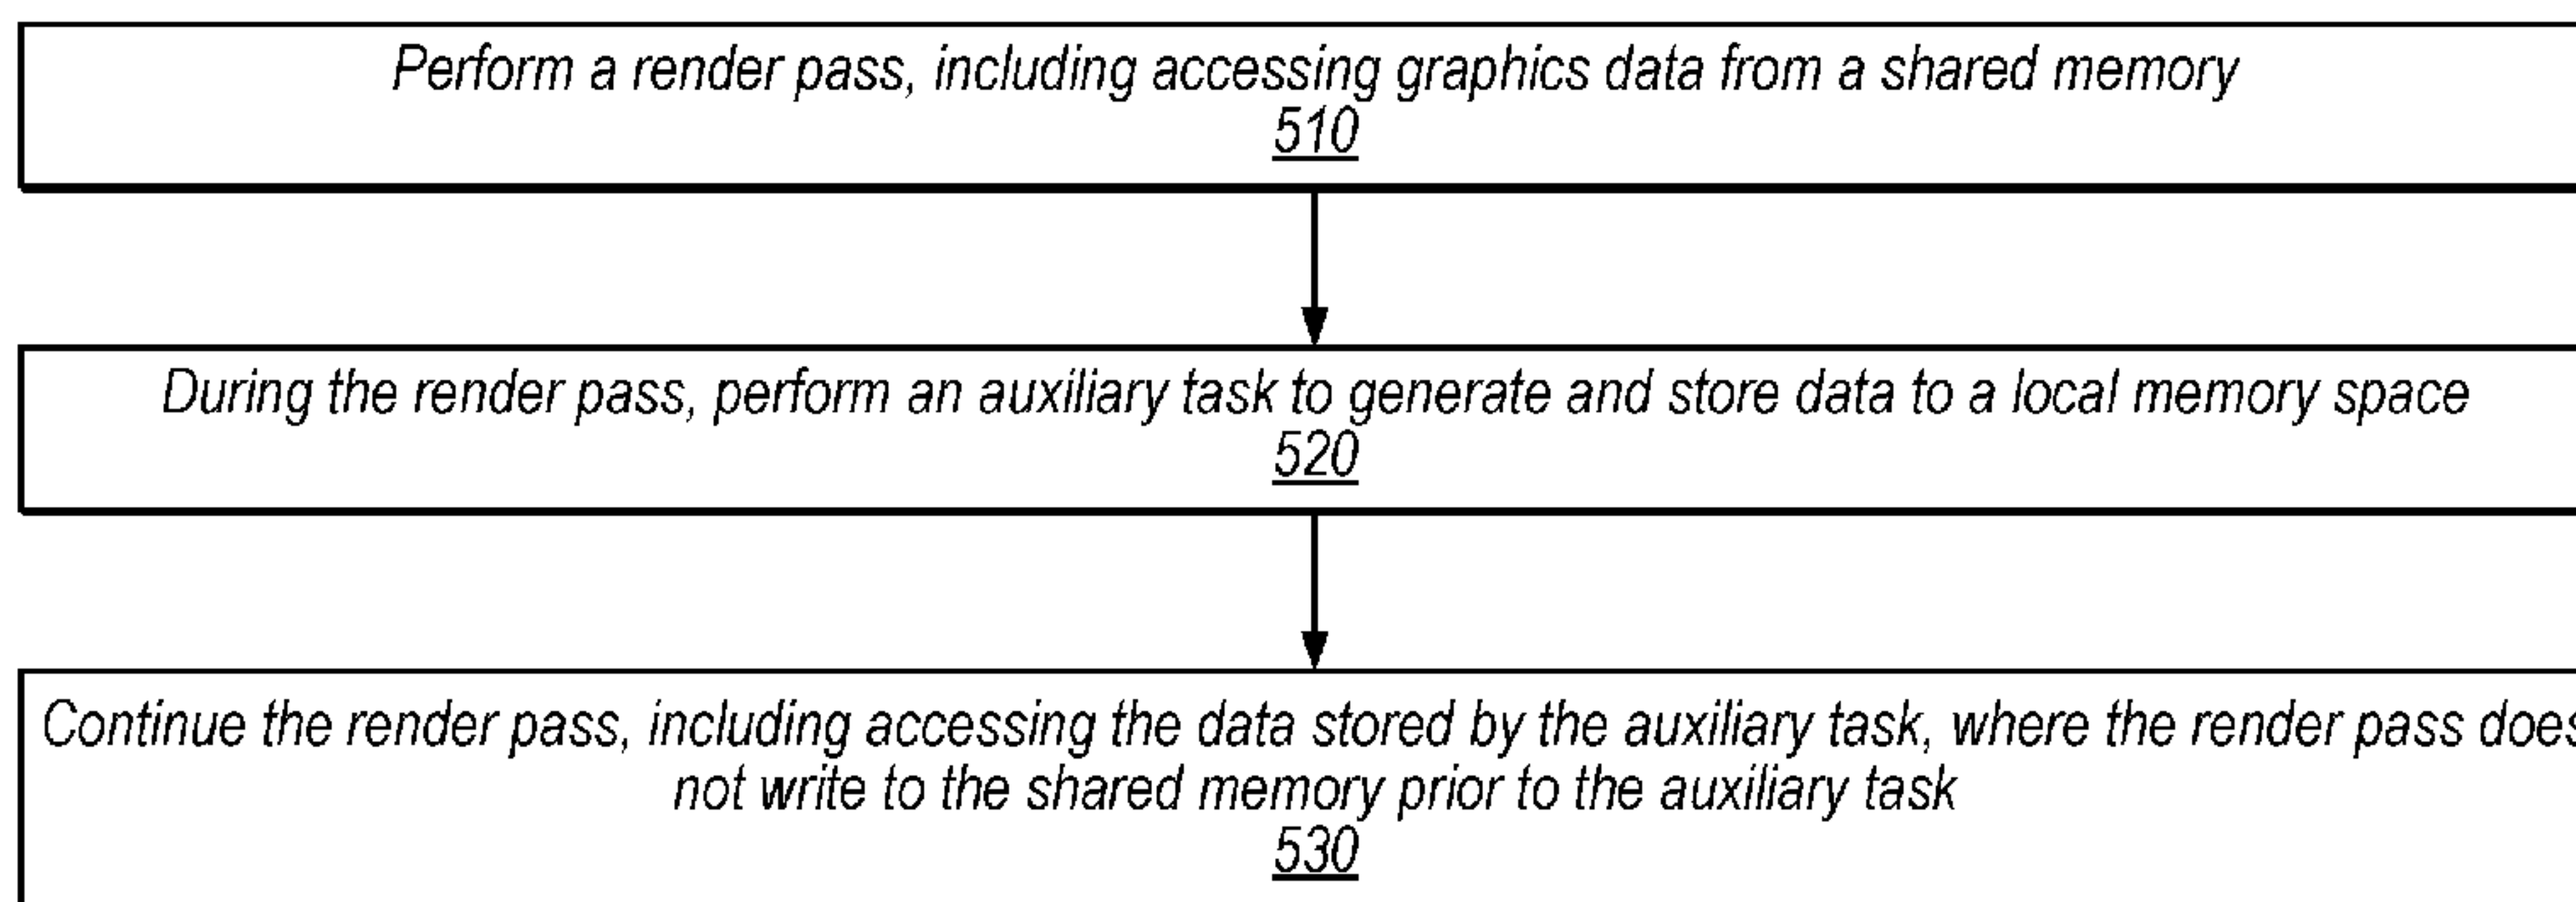 Perform a render pass, including accessing graphics data from a shared memory
510
During the render pass, perform an auxiliary task to generate and store data to a local memory space
520
Continue the render pass, including accessing the data stored by the auxiliary task, where the render pass does
not write to the shared memory prior to the auxiliary task
530